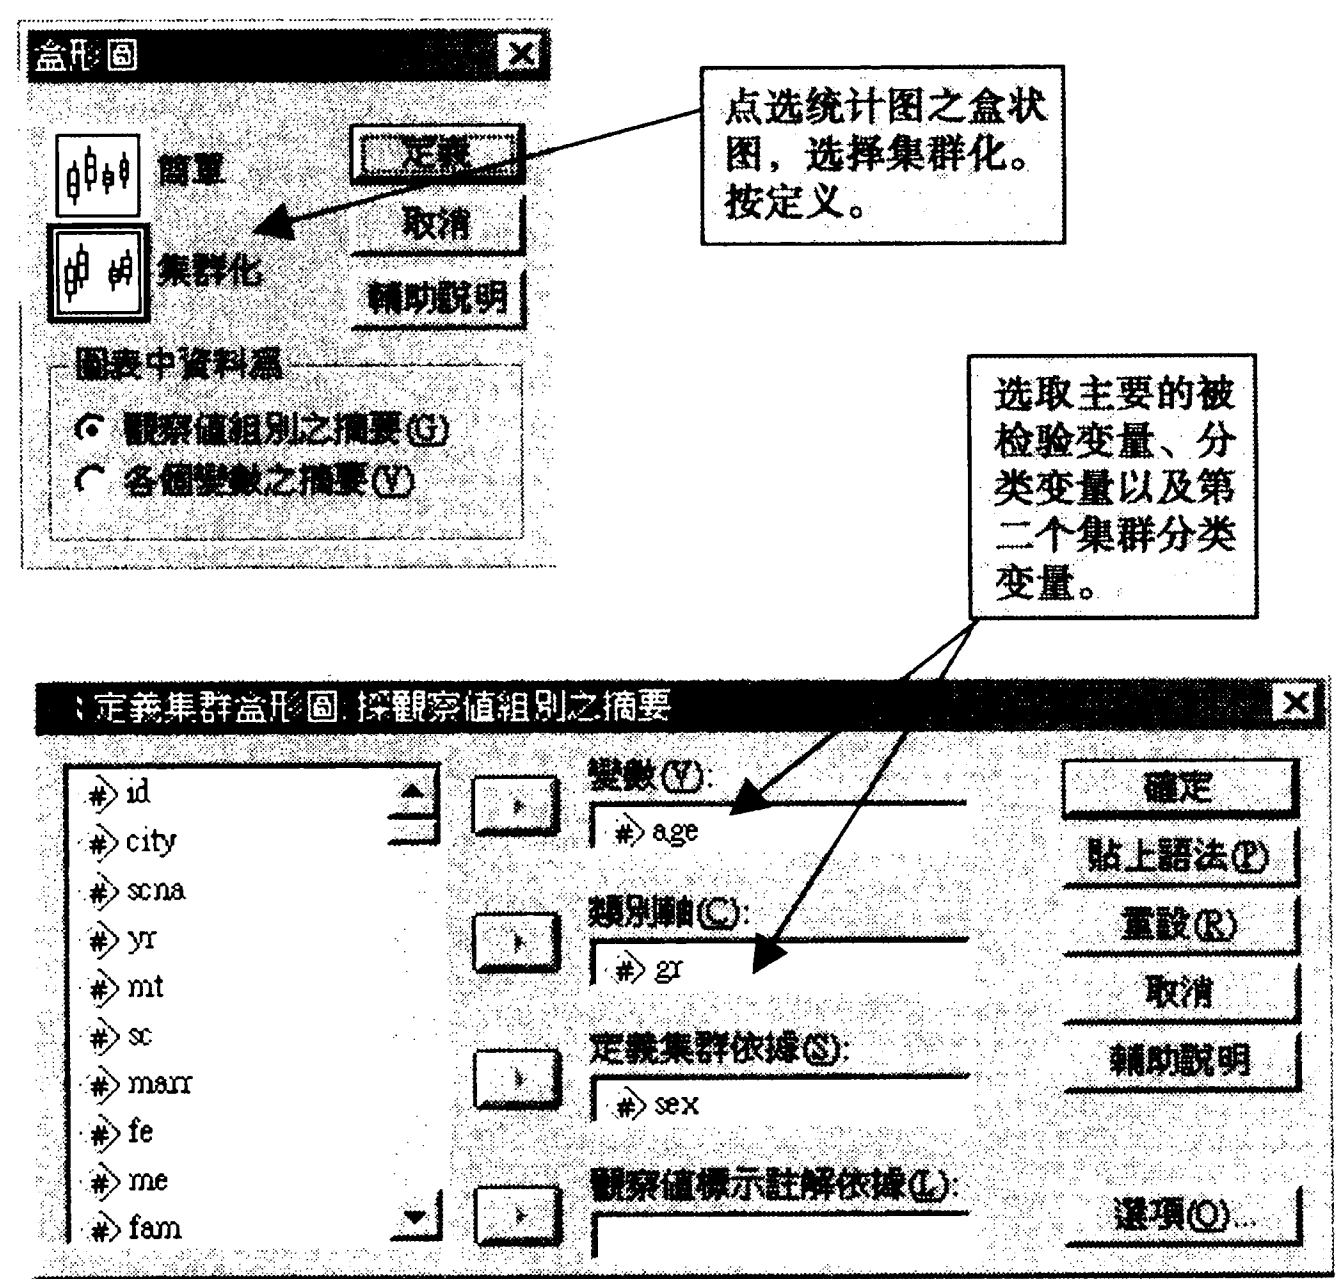 盒形圖
點选统计图之盒状
图，选择集群化。
按定义。
簡單
定義
取消
集群化
輔助説明
圖表中資料爲
觀察值組別之摘要(G)
各個變數之摘要(V)
选取主要的被
检验变量、分
类变量以及第
二个集群分类
变量。
定義集群盒形圖: 採觀察值組別之摘要
id
city
scna
yr
mt
sc
marr
fe
me
fam
變數(V):
age
類別軸(C):
gr
定義集群依據(S):
sex
觀察值標示註解依據(L):
確定
貼上語法(P)
重設(R)
取消
輔助説明
選項(O)...